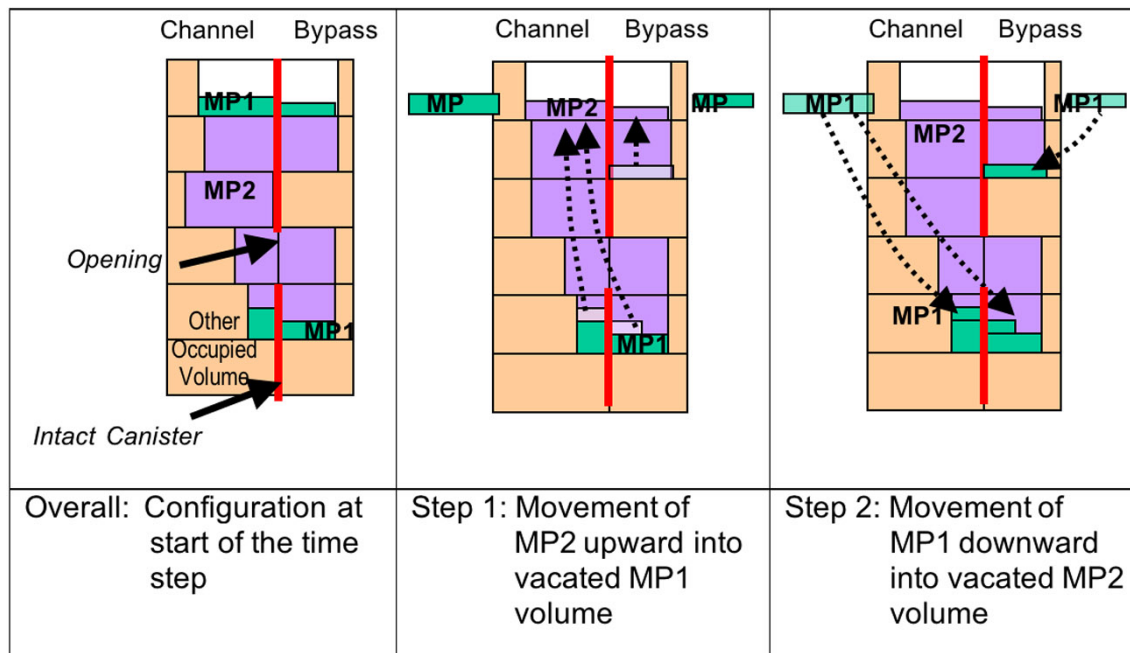 Channel Bypass
MP1
MP2
Opening
MP1
Other
Occupied
Volume
Intact Canister
Channel Bypass
MP
MP2
MP
MP1
Channel Bypass
MP1
MP1
MP2
MP1
Overall: Configuration at
start of the time
step
Step 1: Movement of
MP2 upward into
vacated MP1
volume
Step 2: Movement of
MP1 downward
into vacated MP2
volume